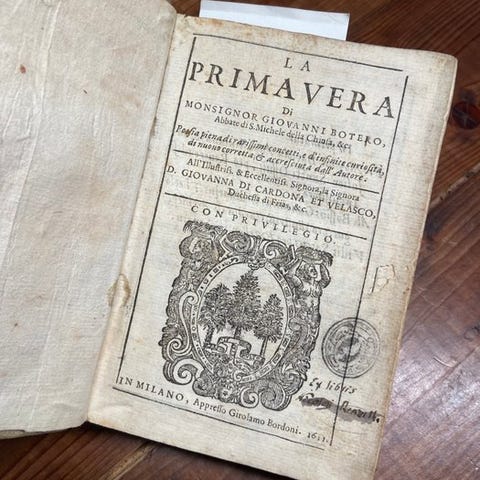 LA
PRIMAVERA
Di
MONSIGNOR GIOVANNI BOTERO,
Abbate di S. Michele della Chiusa, &c.
Poesia piena di rarissimi concetti, e d'infinite curiosità,
di nuovo corretta, & accresciuta dall'Autore.
All'Illustriss. & Eccellentiss. Signora, la Signora
D. GIOVANNA DI CARDONA ET VELASCO,
Duchessa di Frias, &c.
CON PRIVILEGIO.
IN MILANO, Appresso Girolamo Bordoni. 1611.
Ex libris